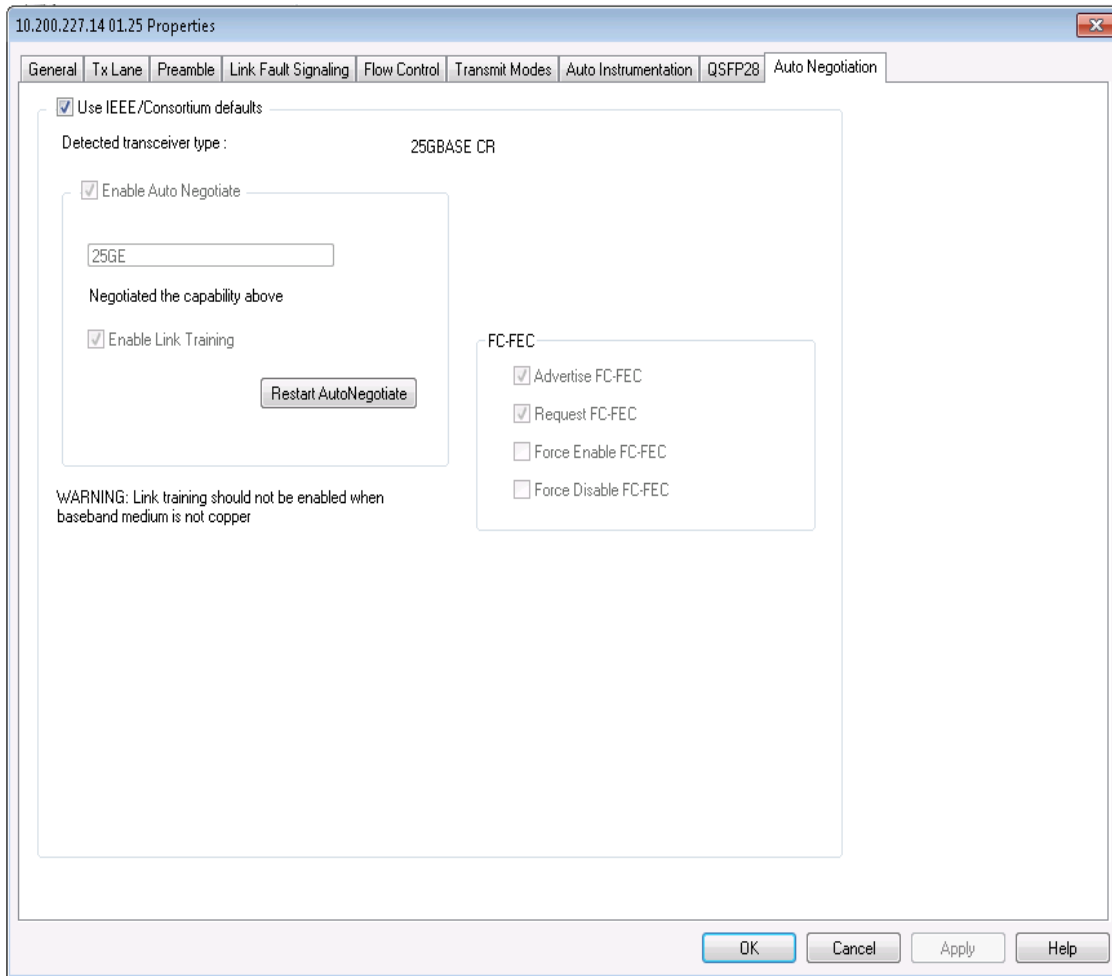 10.200.227.14 01.25 Properties
General Tx Lane Preamble Link Fault Signaling Flow Control Transmit Modes Auto Instrumentation QSFP28 Auto Negotiation
Use IEEE/Consortium defaults
Detected transceiver type : 25GBASE CR
Enable Auto Negotiate
25GE
Negotiated the capability above
Enable Link Training
Restart AutoNegotiate
FC-FEC
Advertise FC-FEC
Request FC-FEC
Force Enable FC-FEC
Force Disable FC-FEC
WARNING: Link training should not be enabled when
baseband medium is not copper
OK Cancel Apply Help